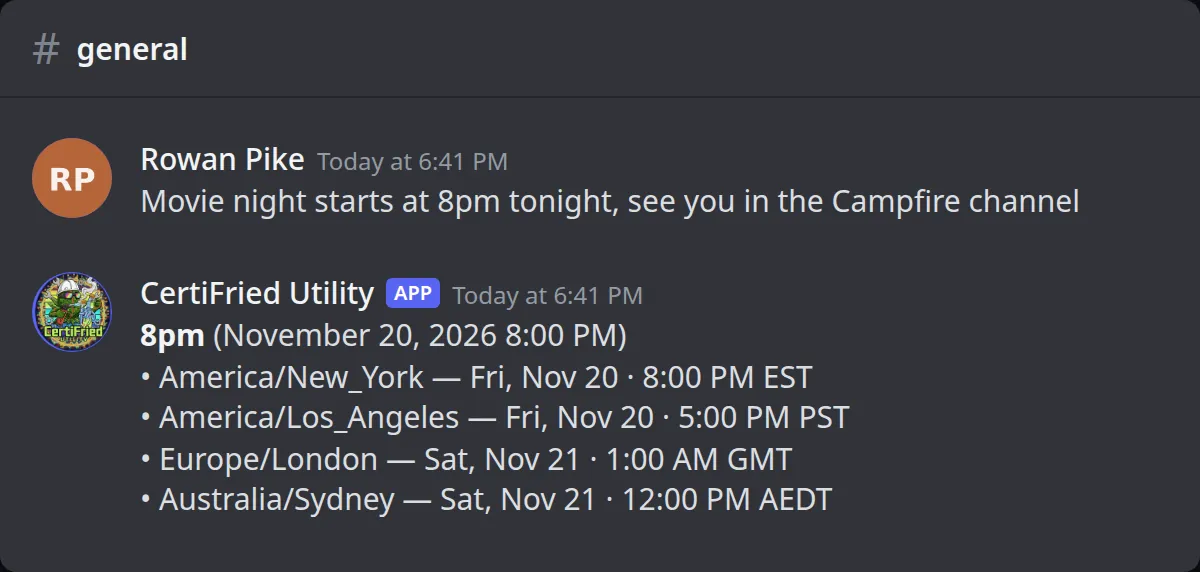 # general
RP
Rowan Pike Today at 6:41 PM
Movie night starts at 8pm tonight, see you in the Campfire channel
CertiFried
CertiFried Utility APP Today at 6:41 PM
8pm (November 20, 2026 8:00 PM)
• America/New_York — Fri, Nov 20 · 8:00 PM EST
• America/Los_Angeles — Fri, Nov 20 · 5:00 PM PST
• Europe/London — Sat, Nov 21 · 1:00 AM GMT
• Australia/Sydney — Sat, Nov 21 · 12:00 PM AEDT